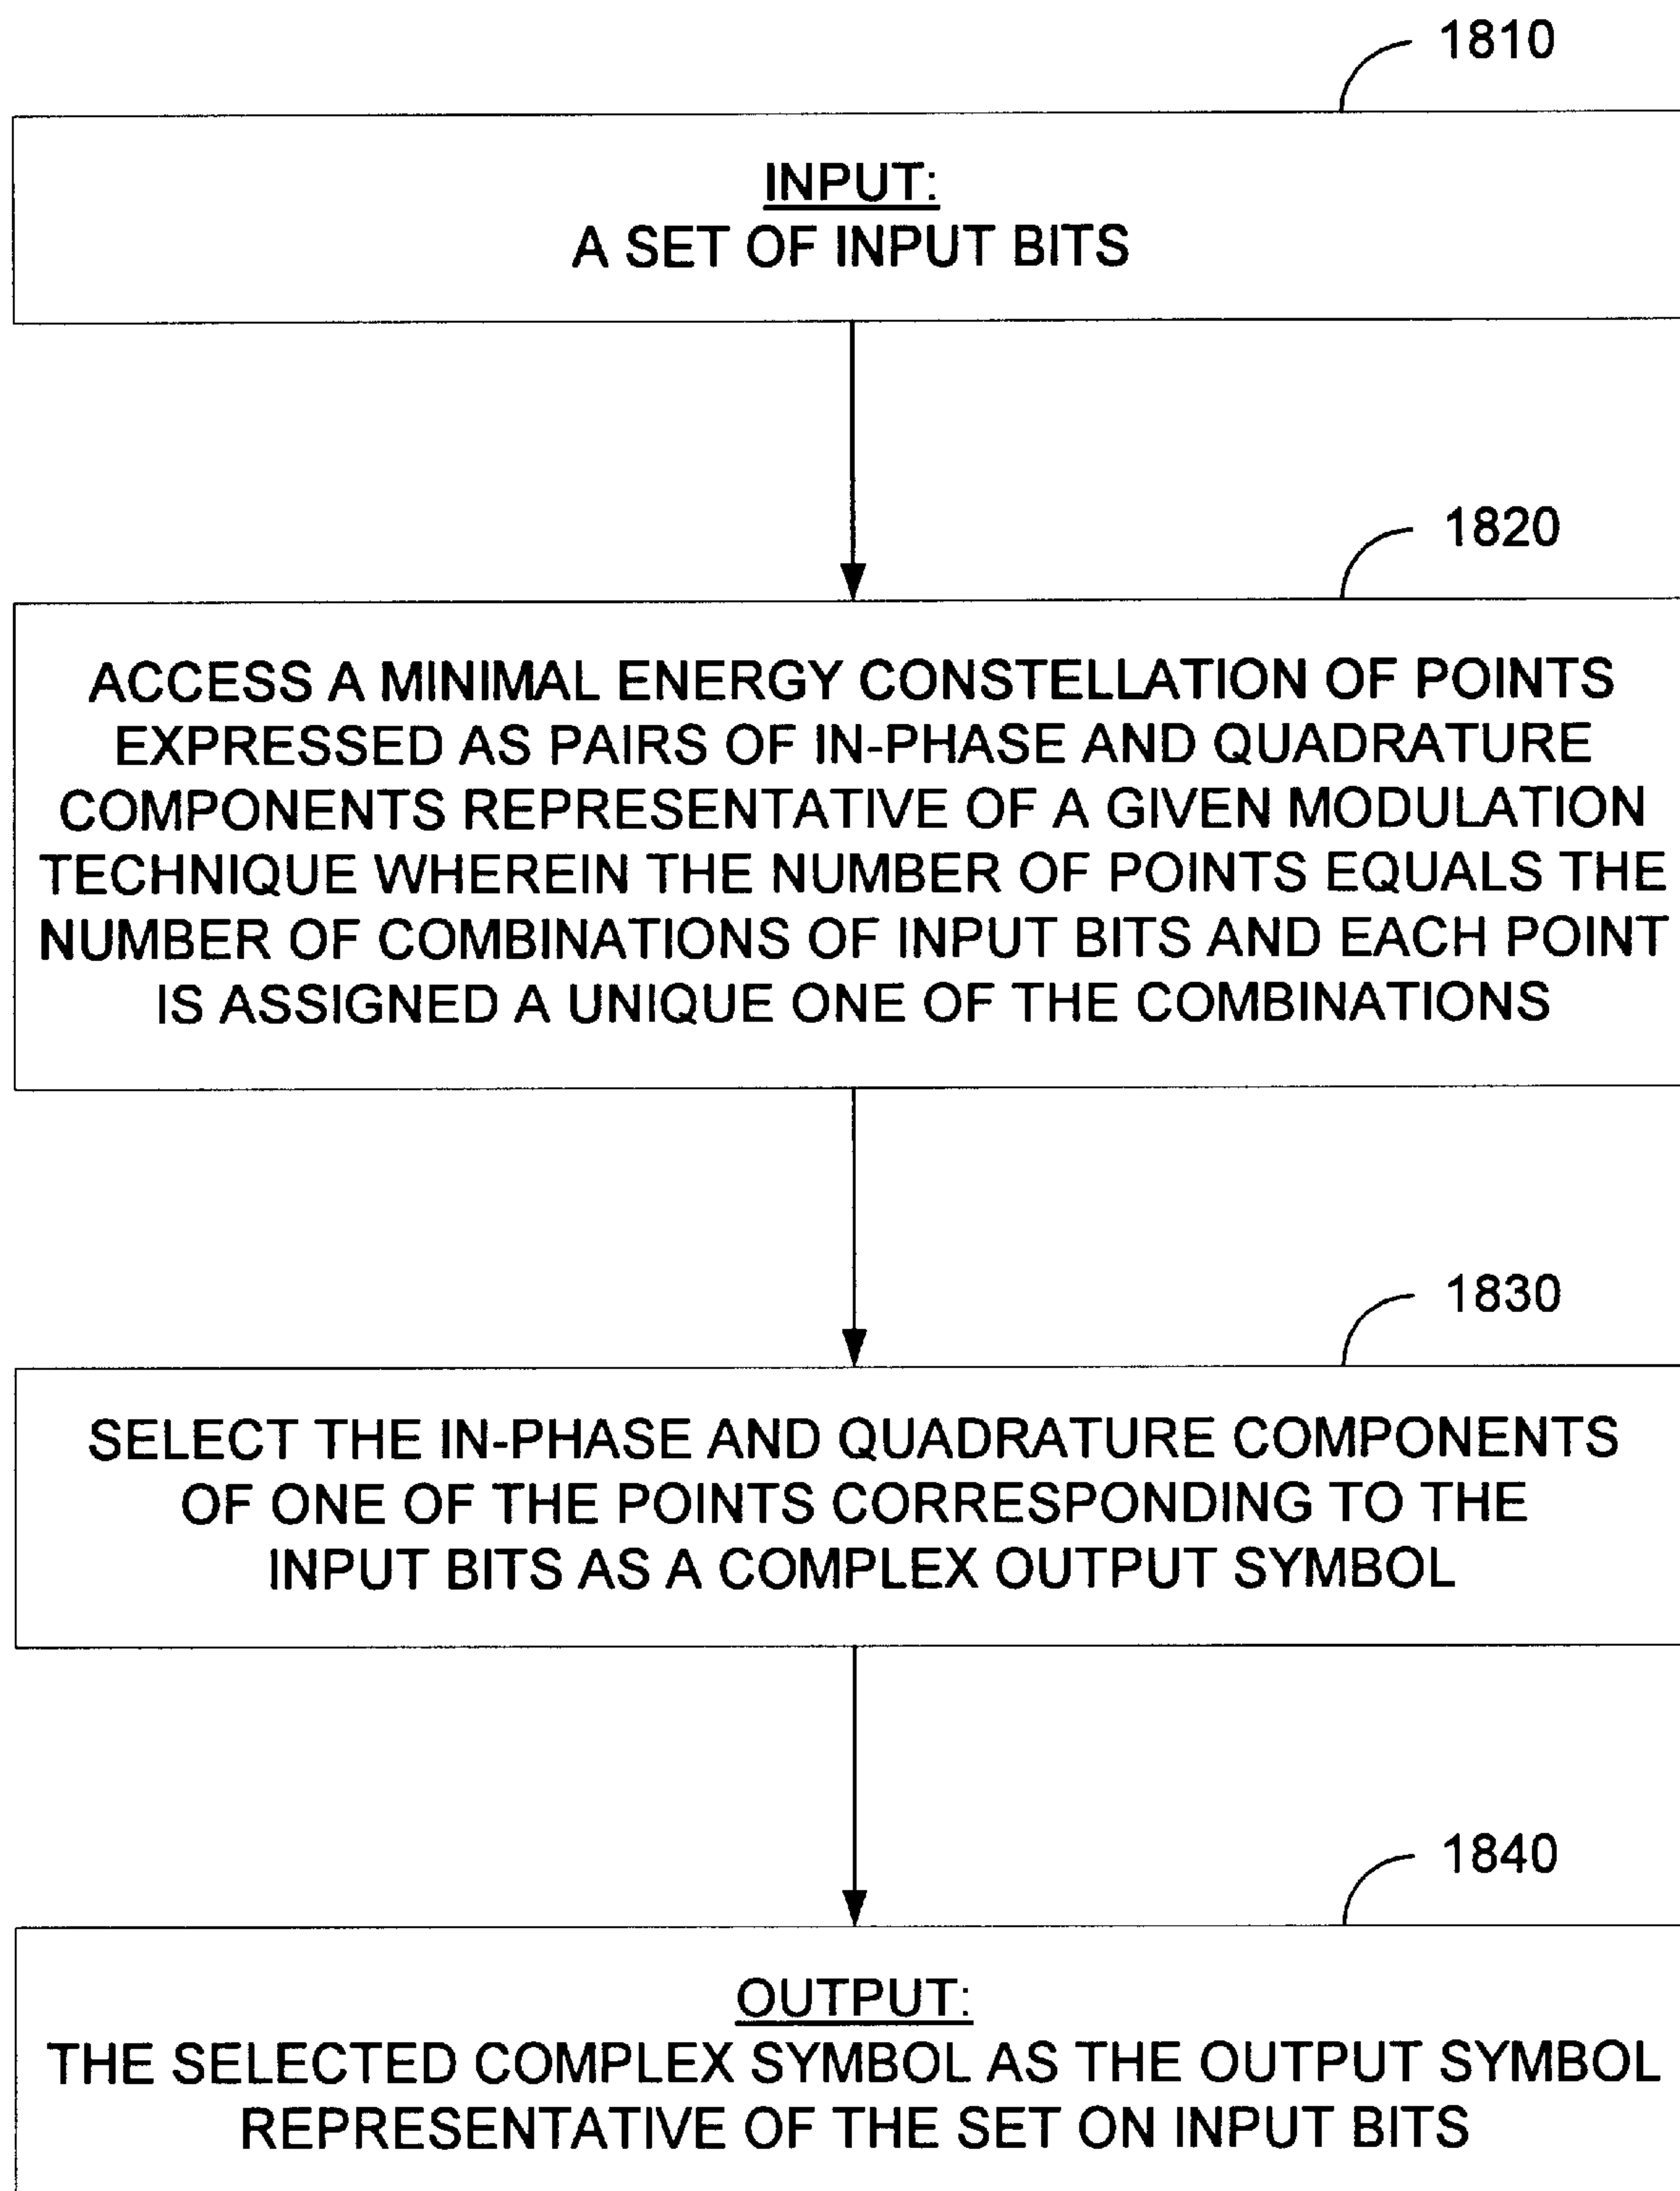 1810
INPUT:
A SET OF INPUT BITS
1820
ACCESS A MINIMAL ENERGY CONSTELLATION OF POINTS
EXPRESSED AS PAIRS OF IN-PHASE AND QUADRATURE
COMPONENTS REPRESENTATIVE OF A GIVEN MODULATION
TECHNIQUE WHEREIN THE NUMBER OF POINTS EQUALS THE
NUMBER OF COMBINATIONS OF INPUT BITS AND EACH POINT
IS ASSIGNED A UNIQUE ONE OF THE COMBINATIONS
1830
SELECT THE IN-PHASE AND QUADRATURE COMPONENTS
OF ONE OF THE POINTS CORRESPONDING TO THE
INPUT BITS AS A COMPLEX OUTPUT SYMBOL
1840
OUTPUT:
THE SELECTED COMPLEX SYMBOL AS THE OUTPUT SYMBOL
REPRESENTATIVE OF THE SET ON INPUT BITS